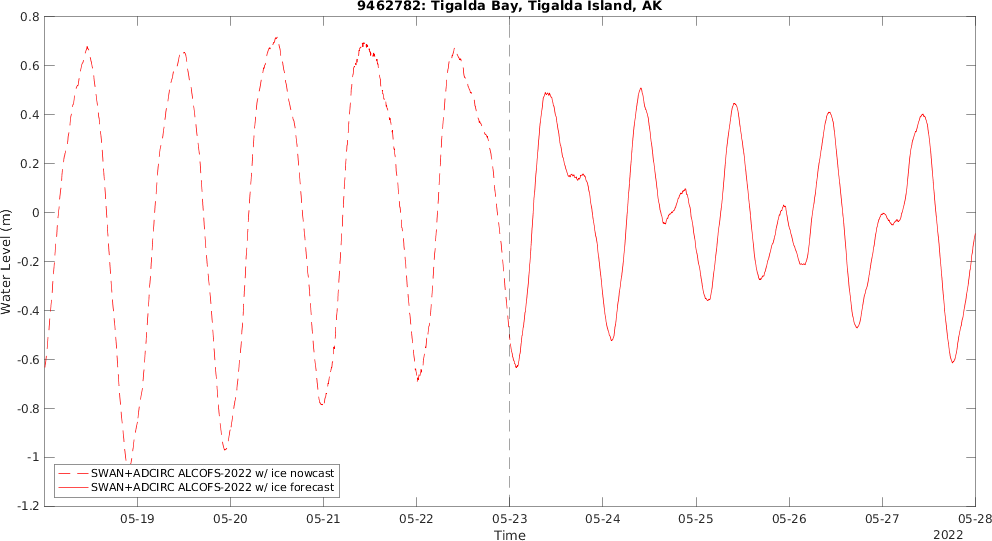 9462782: Tigalda Bay, Tigalda Island, AK
0.8
0.6
0.4
0.2
0
-0.2
-0.4
-0.6
-0.8
-1
-1.2
Water Level (m)
SWAN+ADCIRC ALCOFS-2022 w/ ice nowcast
SWAN+ADCIRC ALCOFS-2022 w/ ice forecast
05-19 05-20 05-21 05-22 05-23 05-24 05-25 05-26 05-27 05-28
Time
2022